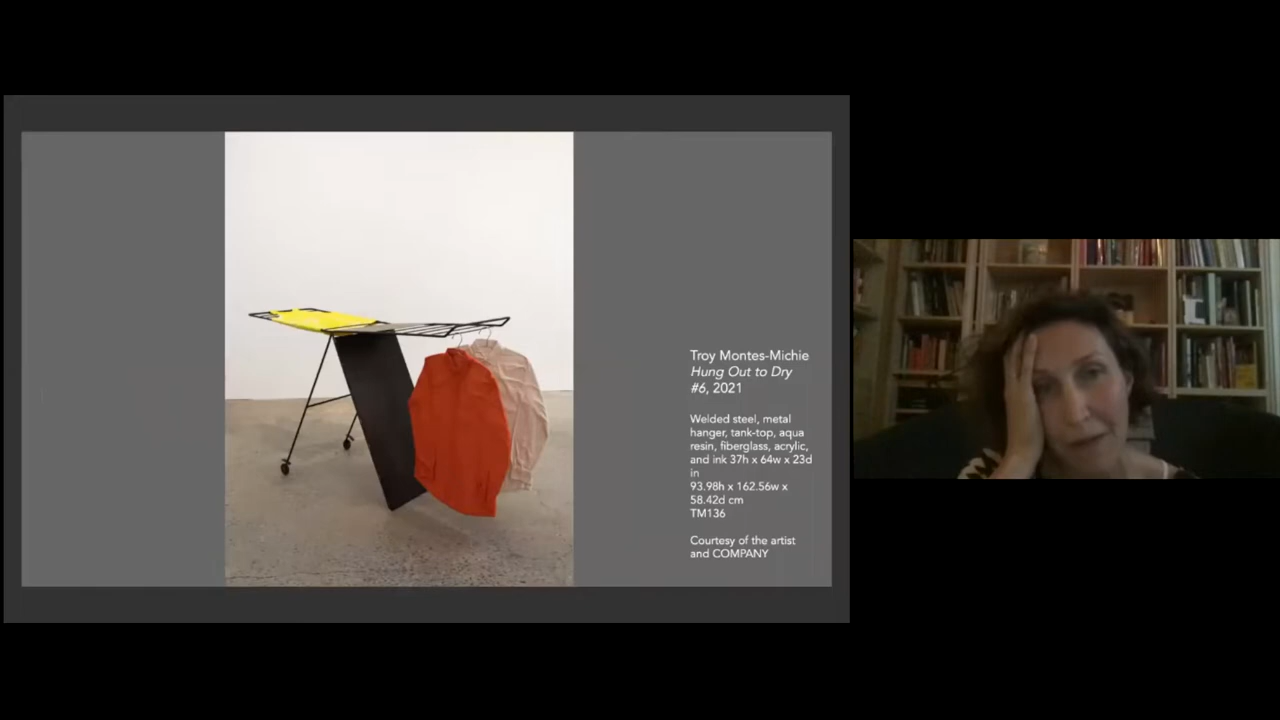 Troy Montes-Michie
Hung Out to Dry
#6, 2021
Welded steel, metal
hanger, tank-top, aqua
resin, fiberglass, acrylic,
and ink 37h x 64w x 23d
in
93.98h x 162.56w x
58.42d cm
TM136
Courtesy of the artist
and COMPANY